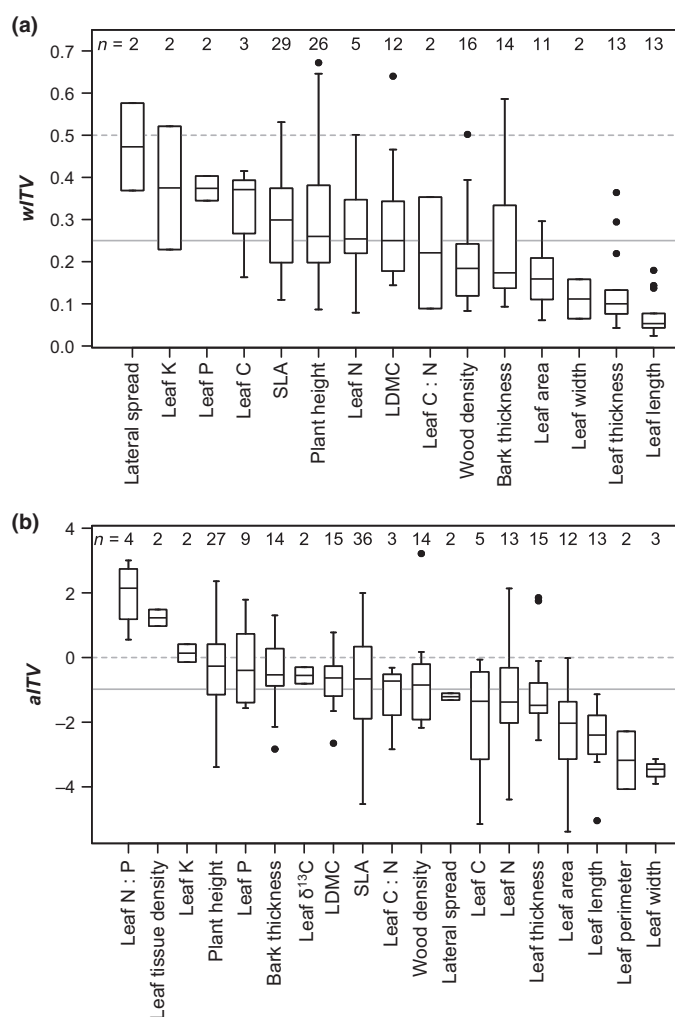 (a)
n = 2 2 2 3 29 26 5 12 2 16 14 11 2 13 13
0.7
0.6
0.5
0.4
0.3
0.2
0.1
0.0
wITV
Lateral spread
Leaf K
Leaf P
Leaf C
SLA
Plant height
Leaf N
LDMC
Leaf C : N
Wood density
Bark thickness
Leaf area
Leaf width
Leaf thickness
Leaf length
(b)
n = 4 2 2 27 9 14 2 15 36 3 14 2 5 13 15 12 13 2 3
4
2
0
–2
–4
aITV
Leaf N : P
Leaf tissue density
Leaf K
Plant height
Leaf P
Bark thickness
Leaf δ¹³C
LDMC
SLA
Leaf C : N
Wood density
Lateral spread
Leaf C
Leaf N
Leaf thickness
Leaf area
Leaf length
Leaf perimeter
Leaf width